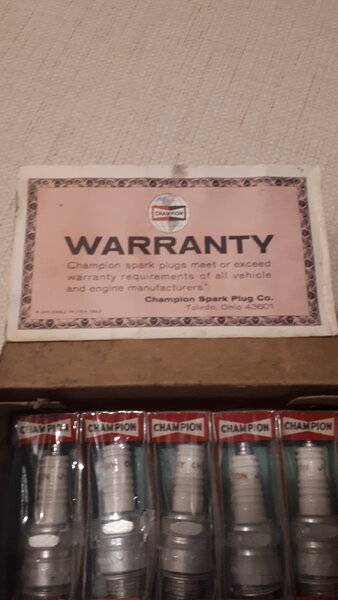 CHAMPION
WARRANTY
Champion spark plugs meet or exceed
warranty requirements of all vehicle
and engine manufacturers.*
Champion Spark Plug Co.
Toledo, Ohio 43601
CHAMPION CHAMPION CHAMPION CHAMPION CHAMPION